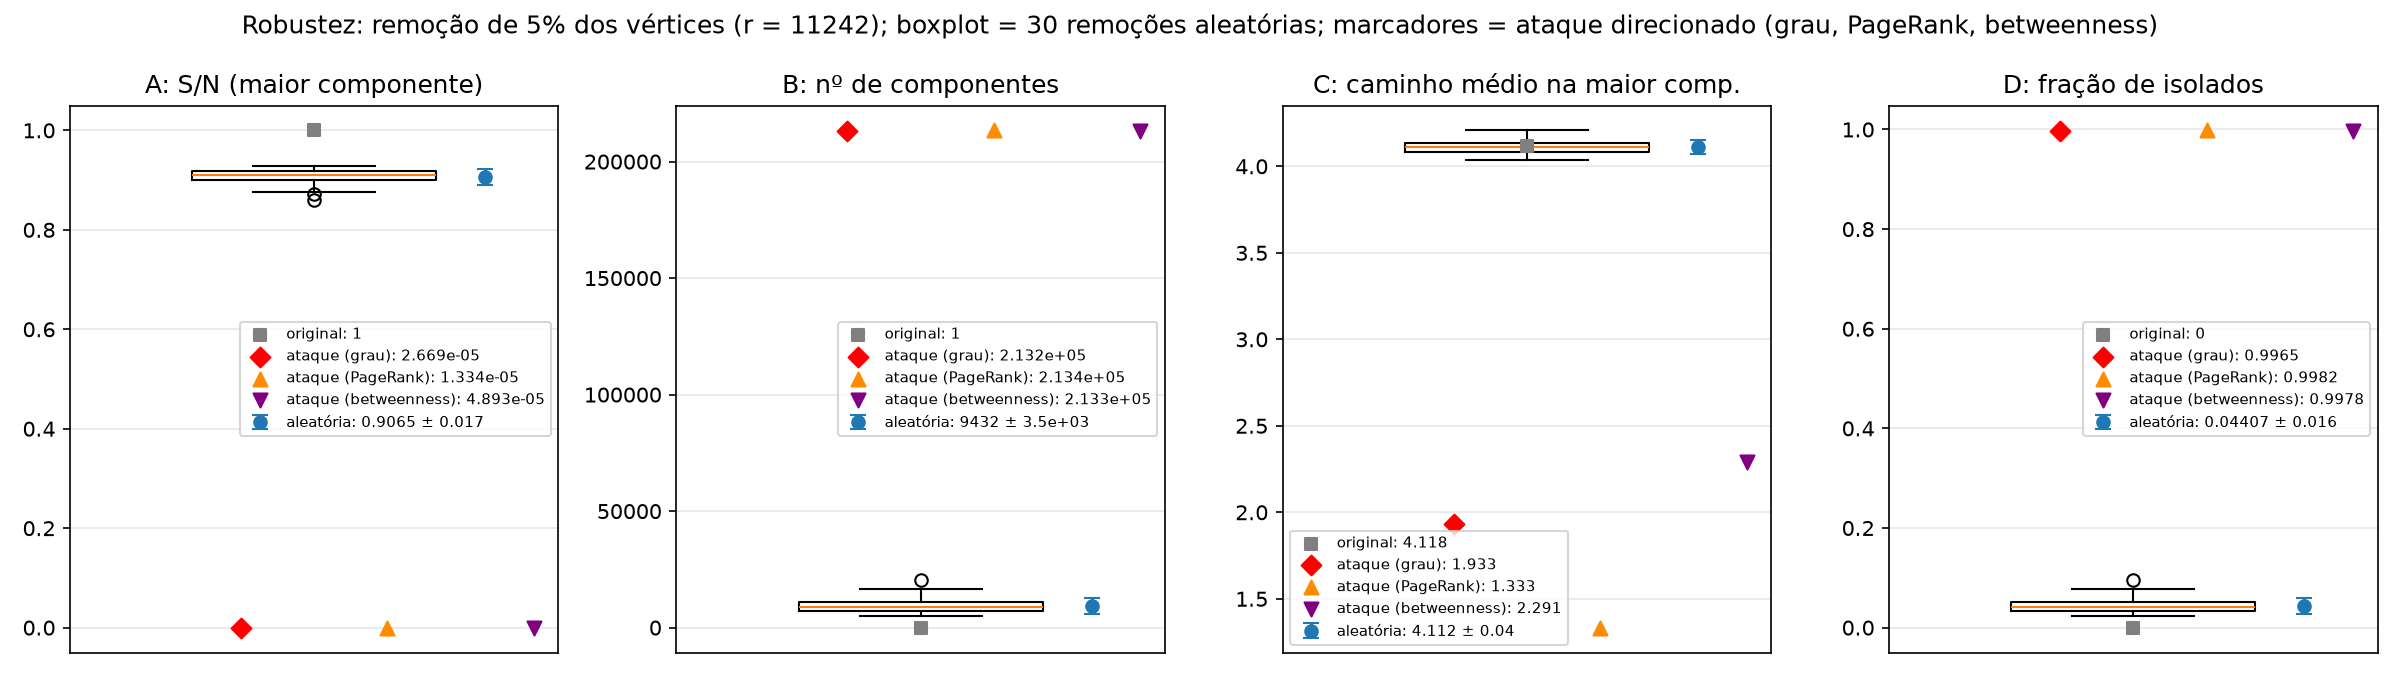 Robustez: remoção de 5% dos vértices (r = 11242); boxplot = 30 remoções aleatórias; marcadores = ataque direcionado (grau, PageRank, betweenness)
A: S/N (maior componente)
1.0
0.8
0.6
0.4
0.2
0.0
original: 1
ataque (grau): 2.669e-05
ataque (PageRank): 1.334e-05
ataque (betweenness): 4.893e-05
aleatória: 0.9065 ± 0.017
B: nº de componentes
200000
150000
100000
50000
0
original: 1
ataque (grau): 2.132e+05
ataque (PageRank): 2.134e+05
ataque (betweenness): 2.133e+05
aleatória: 9432 ± 3.5e+03
C: caminho médio na maior comp.
4.0
3.5
3.0
2.5
2.0
1.5
original: 4.118
ataque (grau): 1.933
ataque (PageRank): 1.333
ataque (betweenness): 2.291
aleatória: 4.112 ± 0.04
D: fração de isolados
1.0
0.8
0.6
0.4
0.2
0.0
original: 0
ataque (grau): 0.9965
ataque (PageRank): 0.9982
ataque (betweenness): 0.9978
aleatória: 0.04407 ± 0.016